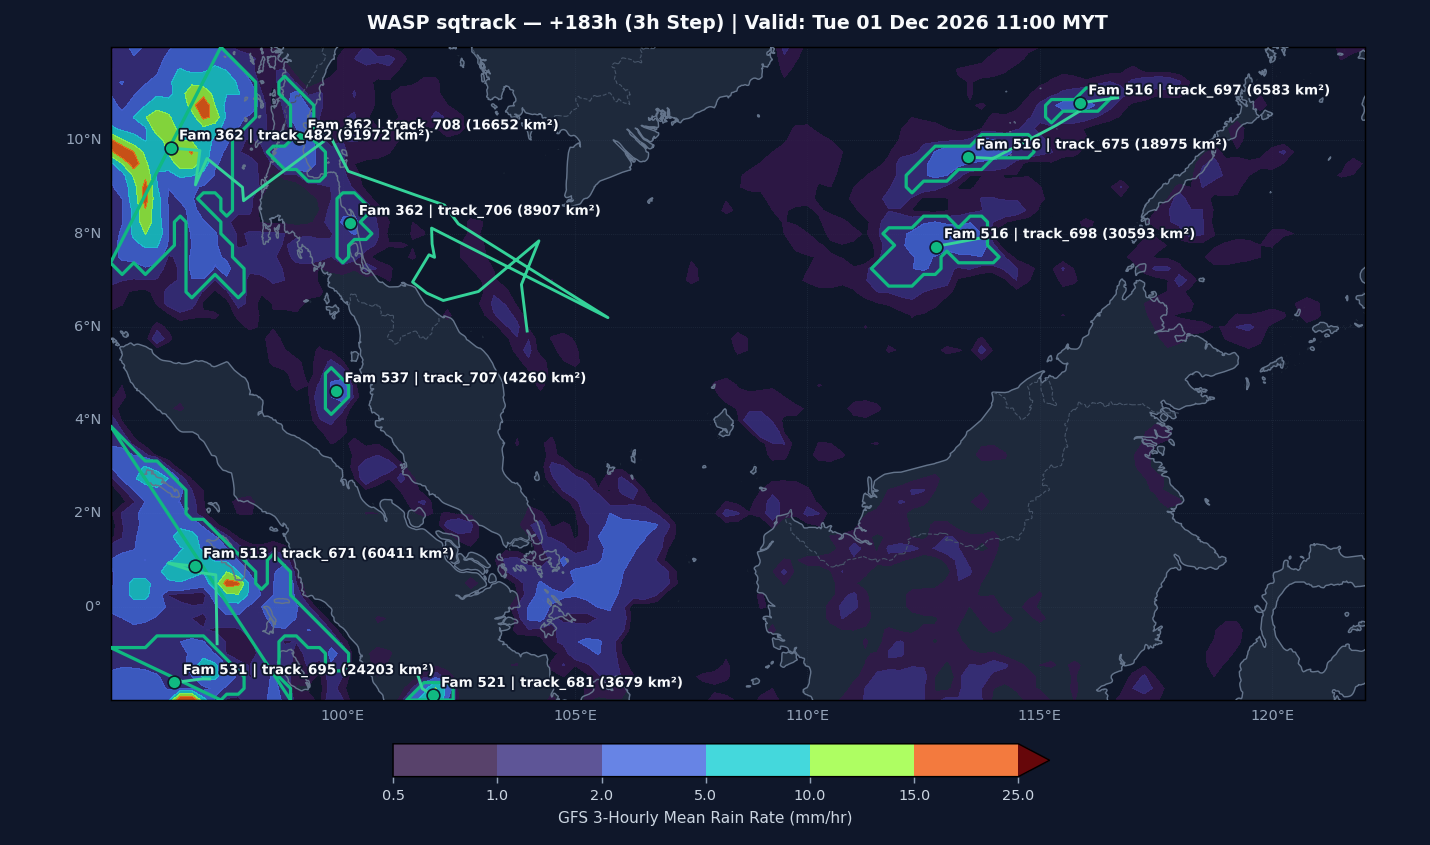 WASP sqtrack — +183h (3h Step) | Valid: Tue 01 Dec 2026 11:00 MYT
Fam 516 | track_697 (6583 km²)
Fam 362 | track_708 (16652 km²)
Fam 362 | track_482 (91972 km²)
10°N
Fam 516 | track_675 (18975 km²)
Fam 362 | track_706 (8907 km²)
8°N
Fam 516 | track_698 (30593 km²)
6°N
Fam 537 | track_707 (4260 km²)
4°N
2°N
Fam 513 | track_671 (60411 km²)
0°
Fam 531 | track_695 (24203 km²)
Fam 521 | track_681 (3679 km²)
100°E 105°E 110°E 115°E 120°E
0.5 1.0 2.0 5.0 10.0 15.0 25.0
GFS 3-Hourly Mean Rain Rate (mm/hr)